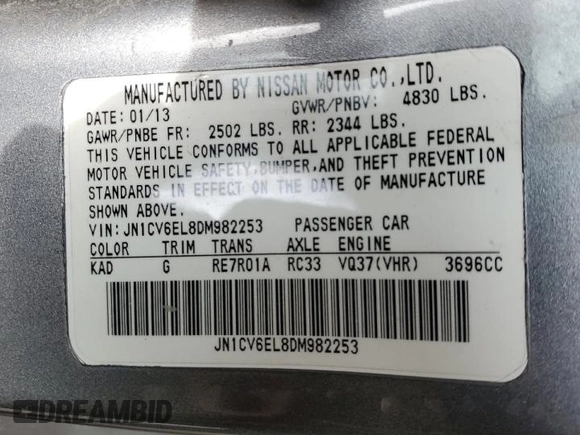 MANUFACTURED BY NISSAN MOTOR CO.,LTD.
DATE: 01/13 GVWR/PNBV: 4830 LBS.
GAWR/PNBE FR: 2502 LBS. RR: 2344 LBS.
THIS VEHICLE CONFORMS TO ALL APPLICABLE FEDERAL
MOTOR VEHICLE SAFETY,BUMPER,AND THEFT PREVENTION
STANDARDS IN EFFECT ON THE DATE OF MANUFACTURE
SHOWN ABOVE.
VIN:JN1CV6EL8DM982253 PASSENGER CAR
COLOR TRIM TRANS AXLE ENGINE
KAD G RE7R01A RC33 VQ37(VHR) 3696CC
JN1CV6EL8DM982253
DREAMBID